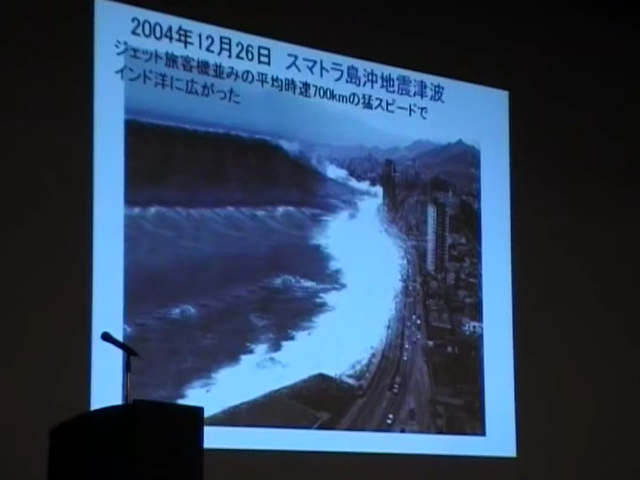 2004年12月26日　スマトラ島沖地震津波
ジェット旅客機並みの平均時速700kmの猛スピードで
インド洋に広がった